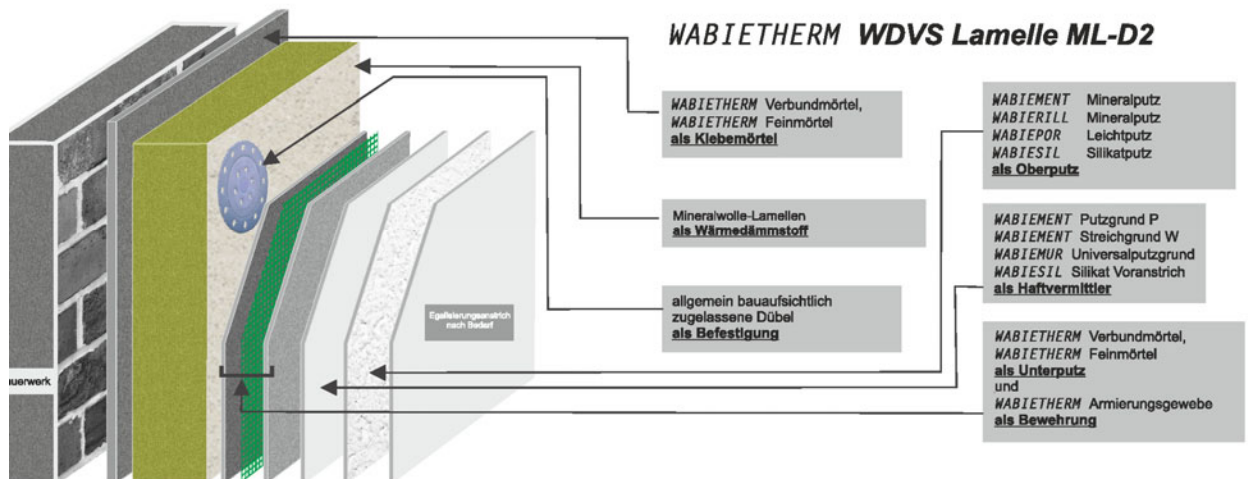 WABIETHERM WDVS Lamelle ML-D2
WABIETHERM Verbundmörtel,
WABIETHERM Feinmörtel
als Klebemörtel
Mineralwolle-Lamellen
als Wärmedämmstoff
allgemein bauaufsichtlich
zugelassene Dübel
als Befestigung
WABIEMENT Mineralputz
WABIERILL Mineralputz
WABIEPOR Leichtputz
WABIESIL Silikatputz
als Oberputz
WABIEMENT Putzgrund P
WABIEMENT Streichgrund W
WABIEMUR Universalputzgrund
WABIESIL Silikat Voranstrich
als Haftvermittler
WABIETHERM Verbundmörtel,
WABIETHERM Feinmörtel
als Unterputz
und
WABIETHERM Armierungsgewebe
als Bewehrung
Egalisierungsanstrich
nach Bedarf
uerwerk